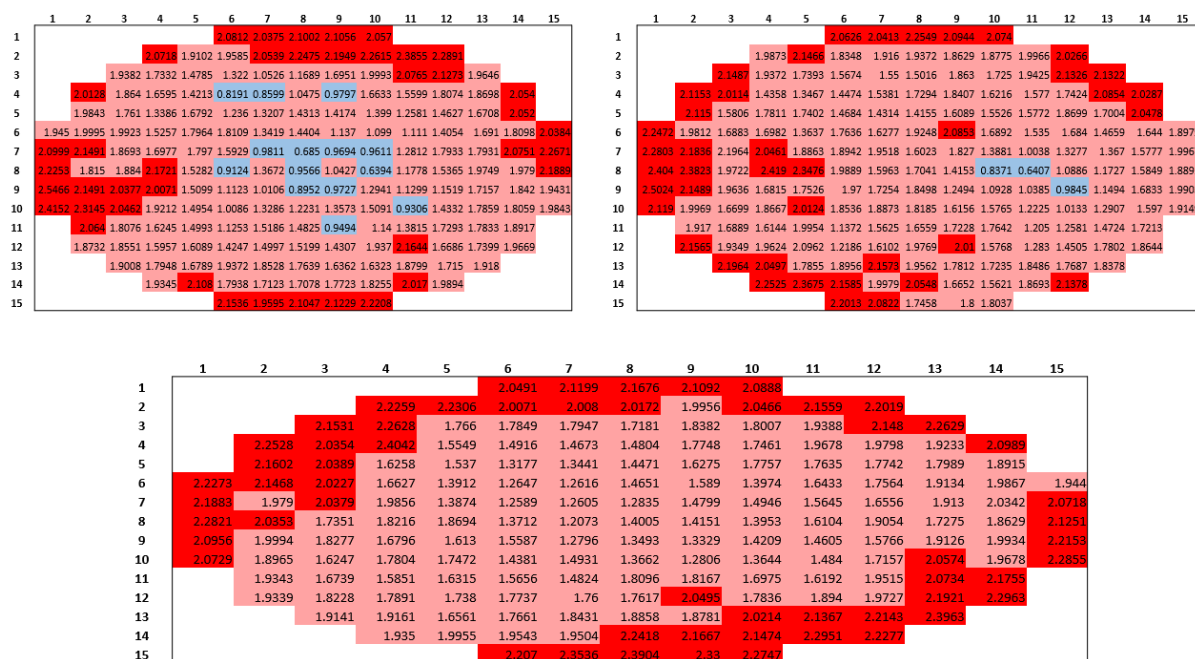 1 2 3 4 5 6 7 8 9 10 11 12 13 14 15
1 2.0812 2.0375 2.1002 2.1056 2.057
2 2.0718 1.9102 1.9585 2.0539 2.2475 2.1949 2.2615 2.3855 2.2891
3 1.9382 1.7332 1.4785 1.322 1.0526 1.1689 1.6951 1.9993 2.0765 2.1273 1.9646
4 2.0128 1.864 1.6595 1.4213 0.8191 0.8599 1.0475 0.9797 1.6633 1.5599 1.8074 1.8698 2.054
5 1.9843 1.761 1.3386 1.6792 1.236 1.3207 1.4313 1.4174 1.399 1.2581 1.4627 1.6708 2.052
6 1.945 1.9995 1.9923 1.5257 1.7964 1.8109 1.3419 1.4404 1.137 1.099 1.111 1.4054 1.691 1.8098 2.0384
7 2.0999 2.1491 1.8693 1.6977 1.797 1.5929 0.9811 0.685 0.9694 0.9611 1.2812 1.7933 1.7931 2.0751 2.2671
8 2.2253 1.815 1.884 2.1721 1.5282 0.9124 1.3672 0.9566 1.0427 0.6394 1.1778 1.5365 1.9749 1.979 2.1889
9 2.5466 2.1491 2.0377 2.0071 1.5099 1.1123 1.0106 0.8952 0.9727 1.2941 1.1299 1.1519 1.7157 1.842 1.9431
10 2.4152 2.3145 2.0462 1.9212 1.4954 1.0086 1.3286 1.2231 1.3573 1.5091 0.9306 1.4332 1.7859 1.8059 1.9843
11 2.064 1.8076 1.6245 1.4993 1.1253 1.5186 1.4825 0.9494 1.14 1.3815 1.7293 1.7833 1.8917
12 1.8732 1.8551 1.5957 1.6089 1.4247 1.4997 1.5199 1.4307 1.937 2.1644 1.6686 1.7399 1.9669
13 1.9008 1.7948 1.6789 1.9372 1.8528 1.7639 1.6362 1.6323 1.8799 1.715 1.918
14 1.9345 2.108 1.7938 1.7123 1.7078 1.7723 1.8255 2.017 1.9894
15 2.1536 1.9595 2.1047 2.1229 2.2208
1 2 3 4 5 6 7 8 9 10 11 12 13 14 15
1 2.0626 2.0413 2.2549 2.0944 2.074
2 1.9873 2.1466 1.8348 1.916 1.9372 1.8629 1.8775 1.9966 2.0266
3 2.1487 1.9372 1.7393 1.5674 1.55 1.5016 1.863 1.725 1.9425 2.1326 2.1322
4 2.1153 2.0114 1.4358 1.3467 1.4474 1.5381 1.7294 1.8407 1.6216 1.577 1.7424 2.0854 2.0287
5 2.115 1.5806 1.7811 1.7402 1.4684 1.4314 1.4155 1.6089 1.5526 1.5772 1.8699 1.7004 2.0478
6 2.2472 1.9812 1.6883 1.6982 1.3637 1.7636 1.6277 1.9248 2.0853 1.6892 1.535 1.684 1.4659 1.644
7 2.2803 2.1836 1.7964 2.0461 1.8863 1.8942 1.9518 1.6023 1.827 1.3881 1.0038 1.3277 1.367 1.5777
8 2.404 2.3823 1.9722 2.419 2.3476 1.9889 1.5963 1.7041 1.4153 0.8371 0.6407 1.0886 1.1727 1.5849
9 2.5024 2.1489 1.9636 1.6815 1.7526 1.97 1.7254 1.8498 1.2494 1.0928 1.0385 0.9845 1.1494 1.6833
10 2.119 1.9969 1.6699 1.8667 2.0124 1.8536 1.8873 1.8185 1.6156 1.5765 1.2225 1.0133 1.2907 1.597
11 1.917 1.6889 1.6144 1.9954 1.1372 1.5625 1.6559 1.7228 1.7642 1.205 1.2581 1.4724 1.7213
12 2.1565 1.9349 1.9624 2.0962 1.2186 1.6102 1.9769 2.01 1.5768 1.283 1.4505 1.7802 1.8644
13 2.1964 2.0497 1.7855 1.8956 2.1573 1.9562 1.7812 1.7235 1.8486 1.7687 1.8378
14 2.2525 2.3675 2.1585 1.9979 2.0548 1.6652 1.5621 1.8693 2.1378
15 2.2013 2.0822 1.7458 1.8 1.8037
1 2 3 4 5 6 7 8 9 10 11 12 13 14 15
1 2.0491 2.1199 2.1676 2.1092 2.0888
2 2.2259 2.2306 2.0071 2.008 2.0172 1.9956 2.0466 2.1559 2.2019
3 2.1531 2.2628 1.766 1.7849 1.7947 1.7181 1.8382 1.8007 1.9388 2.148 2.2629
4 2.2528 2.0354 2.4042 1.5549 1.4916 1.4673 1.4804 1.7748 1.7461 1.9678 1.9798 1.9233 2.0989
5 2.1602 2.0389 1.6258 1.537 1.3177 1.3441 1.4471 1.6275 1.7757 1.7635 1.7742 1.7989 1.8915
6 2.2273 2.1468 2.0227 1.6627 1.3912 1.2647 1.2616 1.4651 1.589 1.3974 1.6433 1.7564 1.9134 1.9867 1.944
7 2.1883 1.979 2.0379 1.9856 1.3874 1.2589 1.2605 1.2835 1.4799 1.4946 1.5645 1.6556 1.913 2.0342 2.0718
8 2.2821 2.0353 1.7351 1.8216 1.8694 1.3712 1.2073 1.4005 1.4151 1.3953 1.6104 1.9054 1.7275 1.8629 2.1251
9 2.0956 1.9994 1.8277 1.6796 1.613 1.5587 1.2796 1.3493 1.3329 1.4209 1.4605 1.5766 1.9126 1.9934 2.2153
10 2.0729 1.8965 1.6247 1.7804 1.7472 1.4381 1.4931 1.3662 1.2806 1.3644 1.484 1.7157 2.0574 1.9678 2.2855
11 1.9343 1.6739 1.5851 1.6315 1.5656 1.4824 1.8096 1.8167 1.6975 1.6192 1.9515 2.0734 2.1755
12 1.9339 1.8228 1.7891 1.738 1.7737 1.76 1.7617 2.0495 1.7836 1.894 1.9727 2.1921 2.2963
13 1.9141 1.9161 1.6561 1.7661 1.8431 1.8858 1.8781 2.0214 2.1367 2.2143 2.3963
14 1.935 1.9955 1.9543 1.9504 2.2418 2.1667 2.1474 2.2951 2.2277
15 2.207 2.3536 2.3904 2.33 2.2747